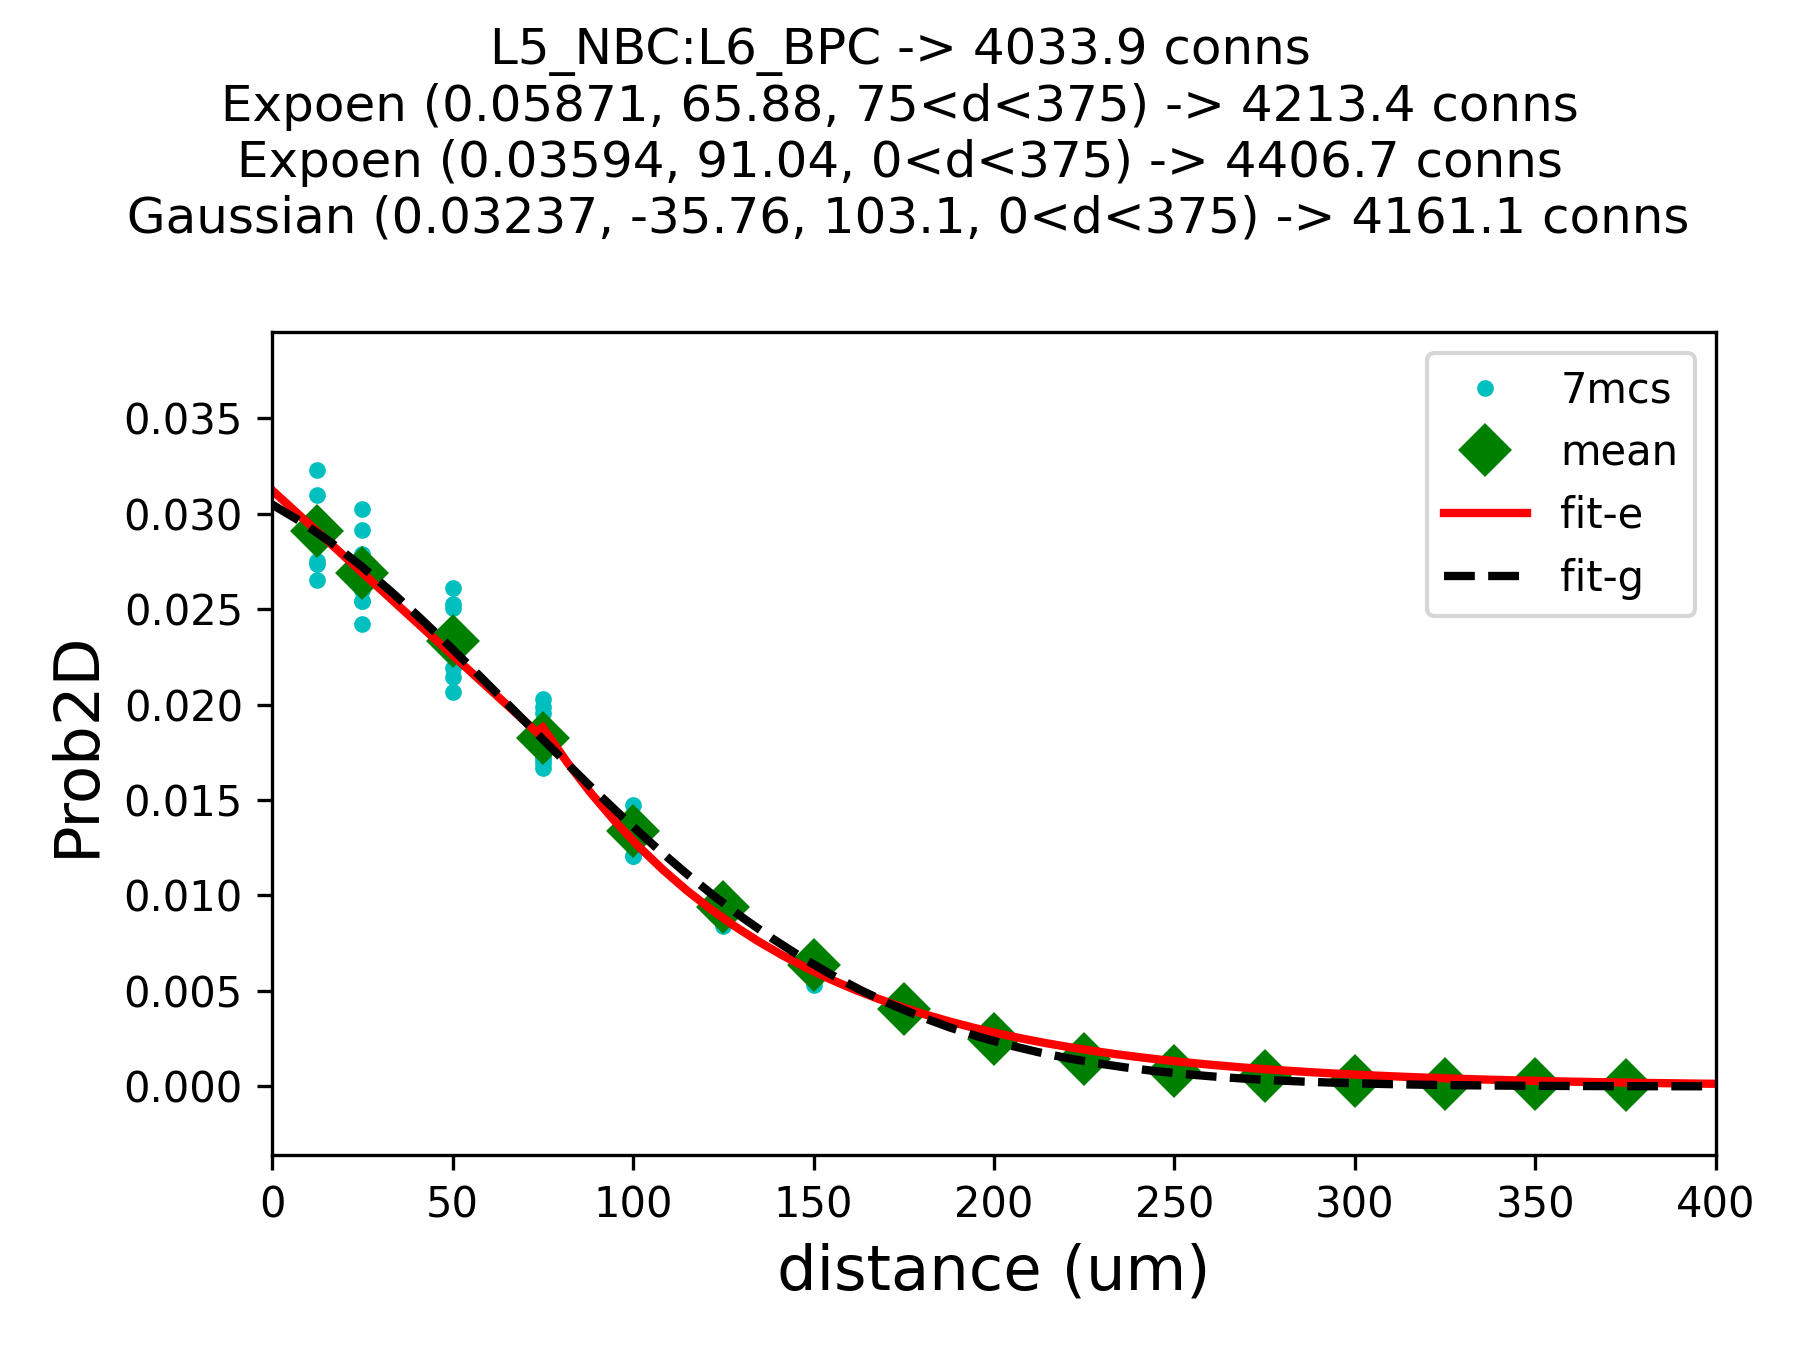 L5_NBC:L6_BPC -> 4033.9 conns
Expoen (0.05871, 65.88, 75<d<375) -> 4213.4 conns
Expoen (0.03594, 91.04, 0<d<375) -> 4406.7 conns
Gaussian (0.03237, -35.76, 103.1, 0<d<375) -> 4161.1 conns
7mcs
mean
fit-e
fit-g
Prob2D
0.035
0.030
0.025
0.020
0.015
0.010
0.005
0.000
0 50 100 150 200 250 300 350 400
distance (um)